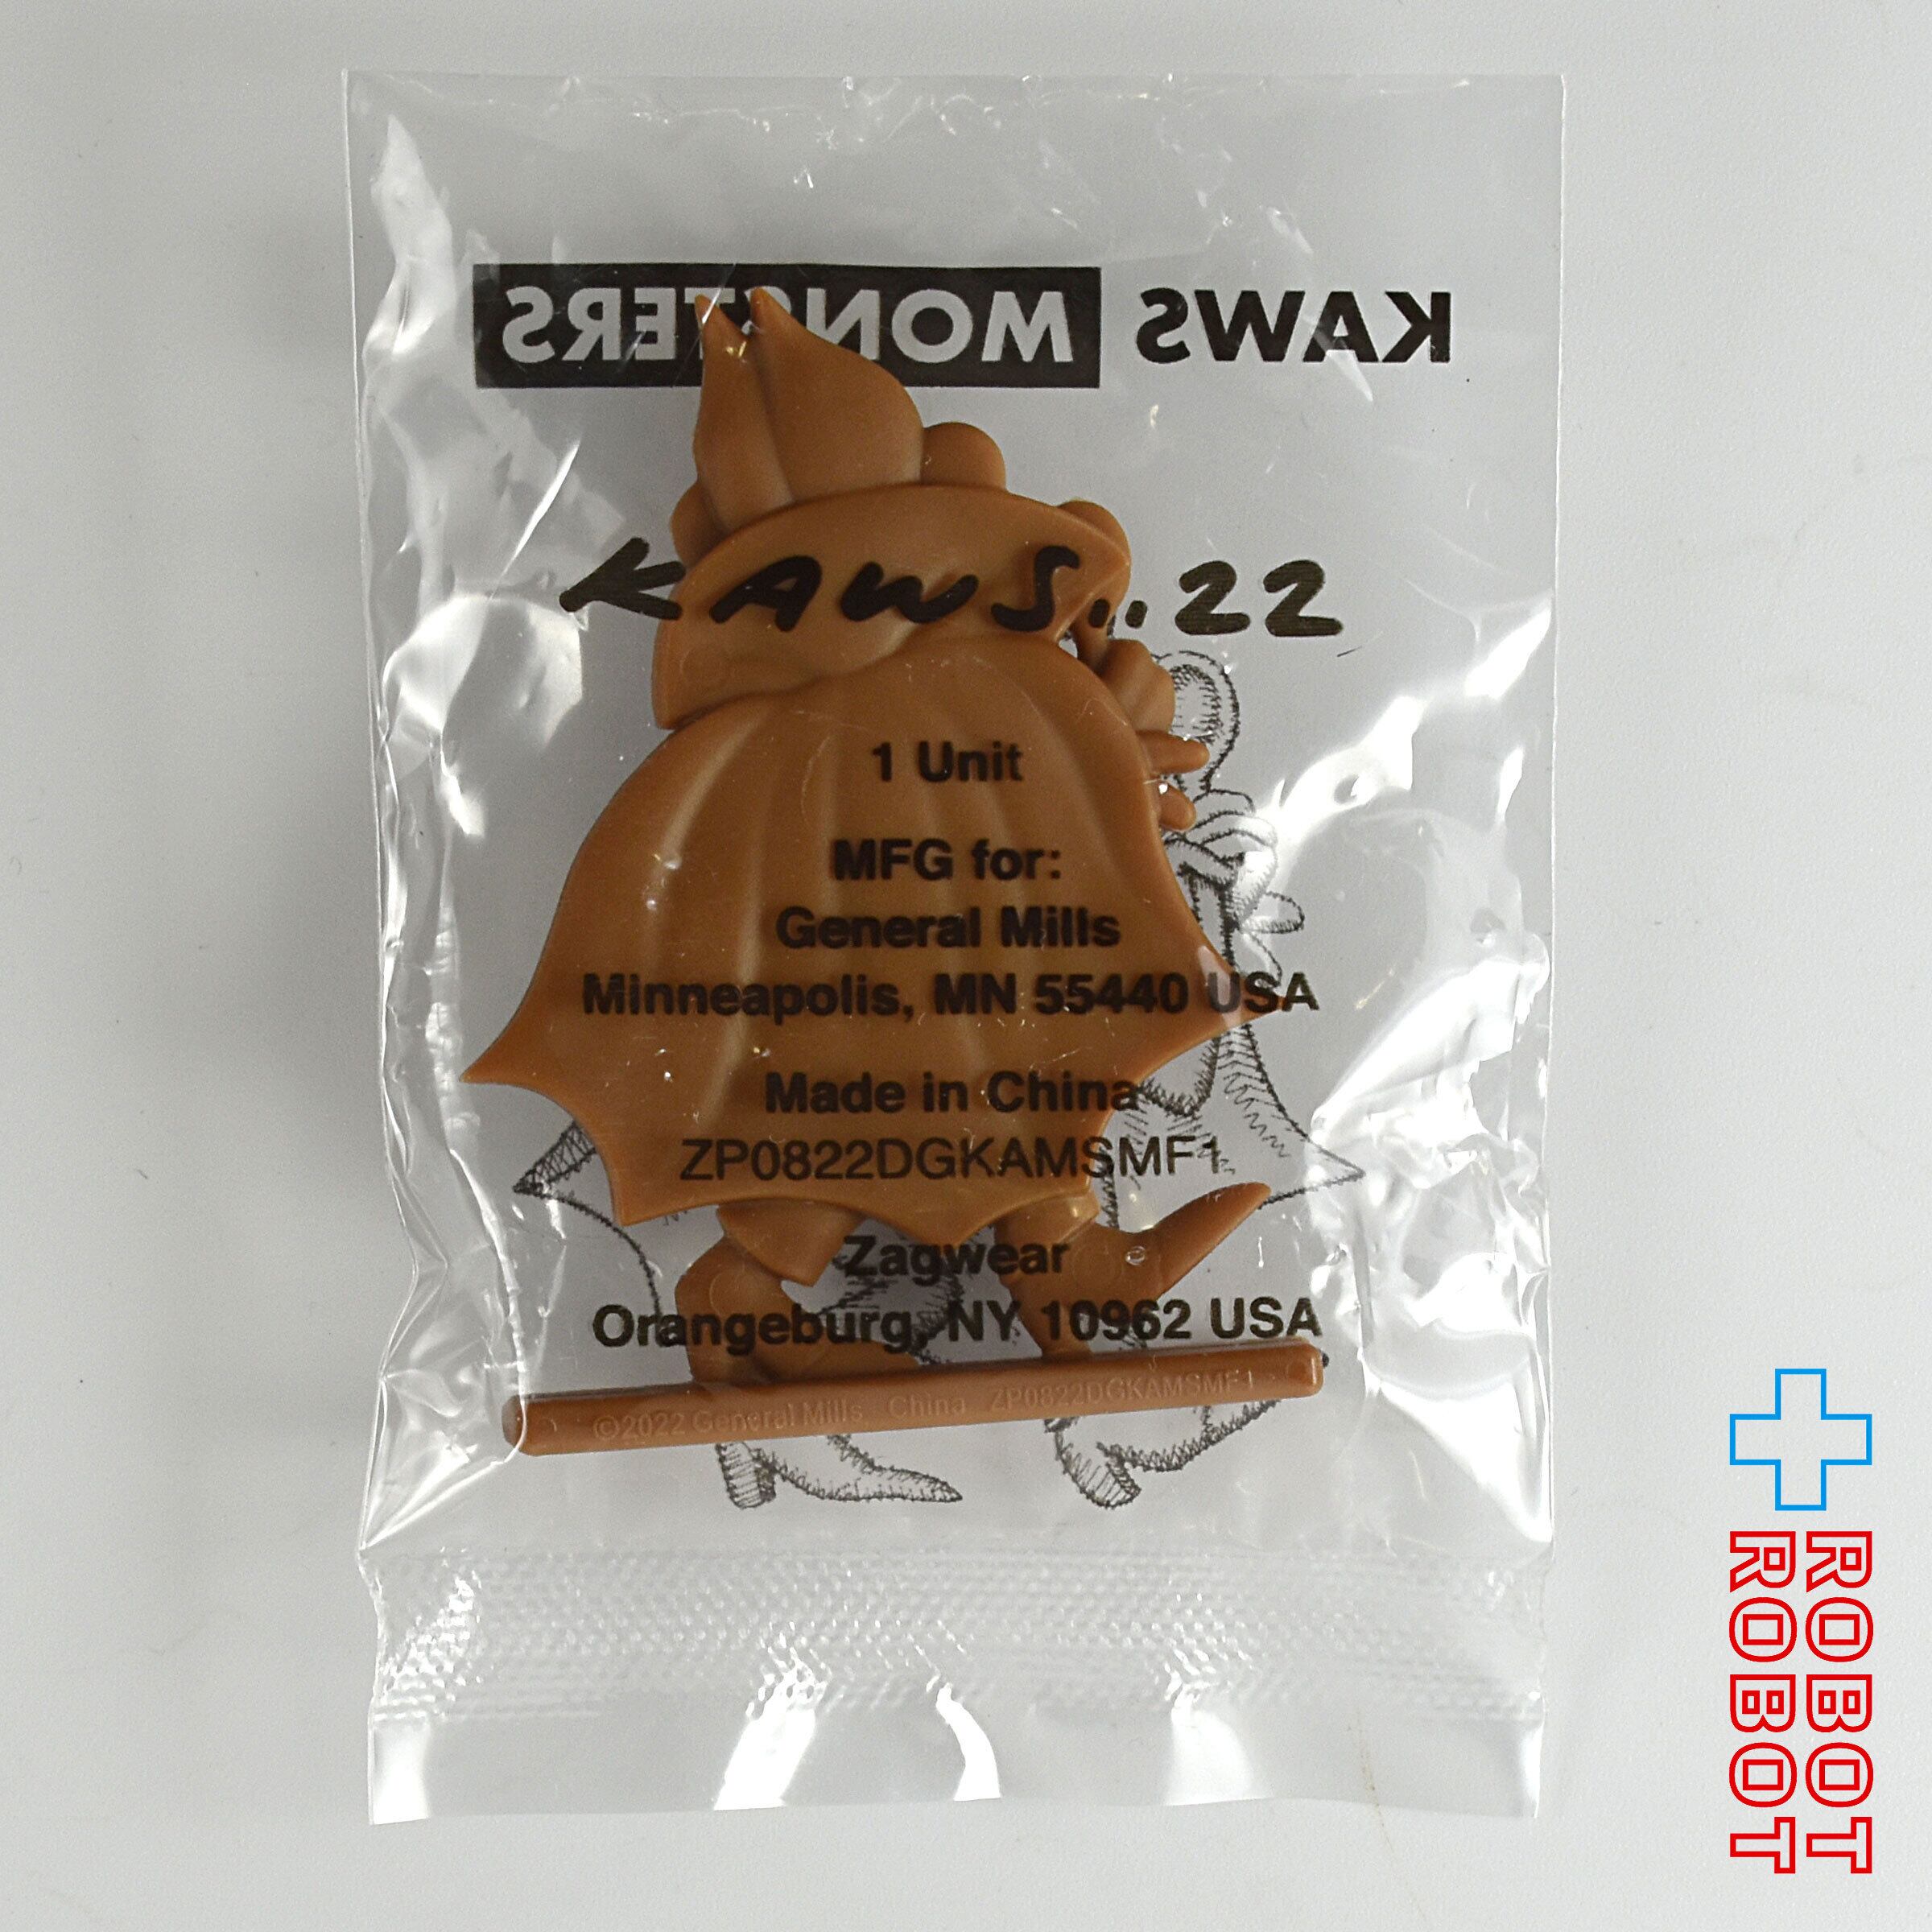 KAWS MONSTERS
KAWS..22
1 Unit
MFG for:
General Mills
Minneapolis, MN 55440 USA
Made in China
ZP0822DGKAMSMF1
Zagwear
Orangeburg, NY 10962 USA
©2022 General Mills China ZP0822DGKAMSMF1
ROBOT
ROBOT